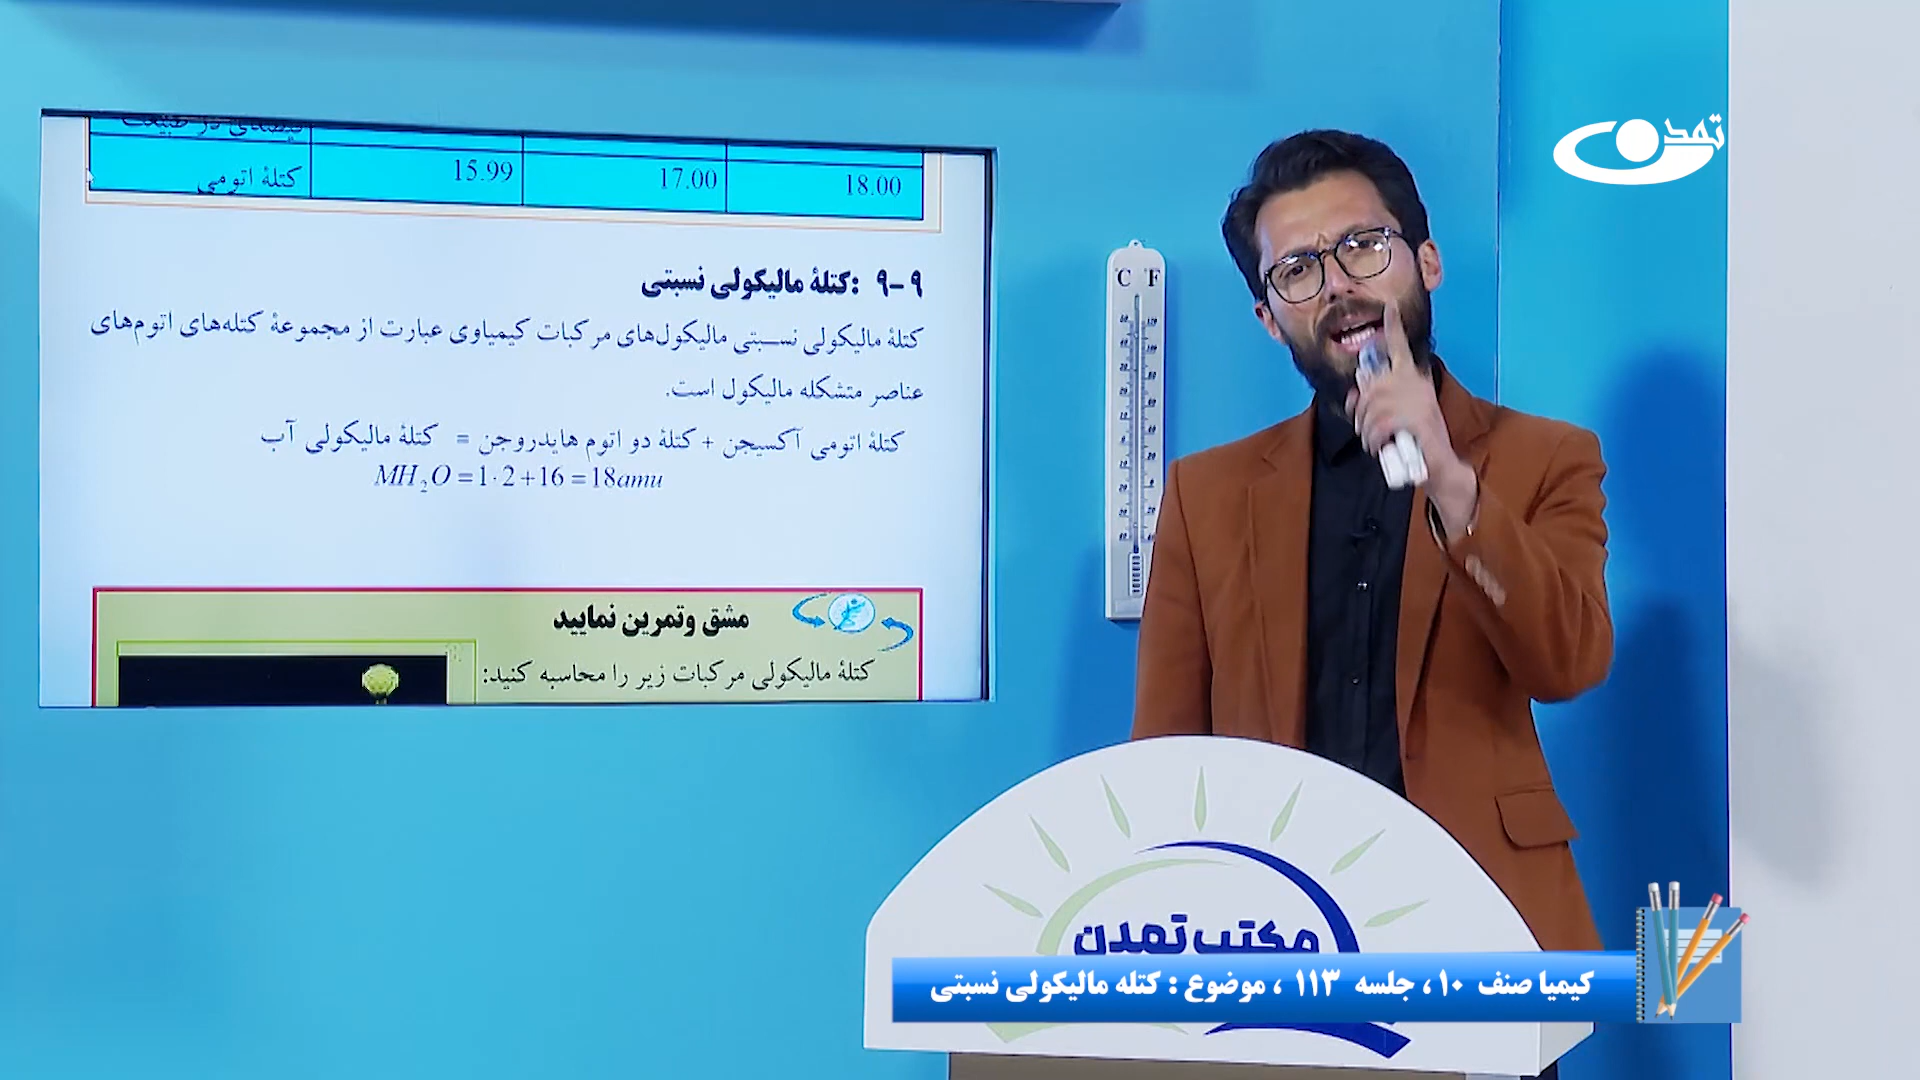 تمدن
فیصدی در طبیعت
کتلهٔ اتومی 15.99 17.00 18.00
۹-۹ :کتلهٔ مالیکولی نسبتی
کتلهٔ مالیکولی نسبتی مالیکول‌های مرکبات کیمیاوی عبارت از مجموعهٔ کتله‌های اتوم‌های
عناصر متشکله مالیکول است.
کتلهٔ اتومی آکسیجن + کتلهٔ دو اتوم هایدروجن = کتلهٔ مالیکولی آب
MH₂O = 1·2+16 = 18amu
مشق وتمرین نمایید
کتلهٔ مالیکولی مرکبات زیر را محاسبه کنید:
C F
مکتب تمدن
کیمیا صنف ۱۰، جلسه ۱۱۳ ، موضوع : کتله مالیکولی نسبتی